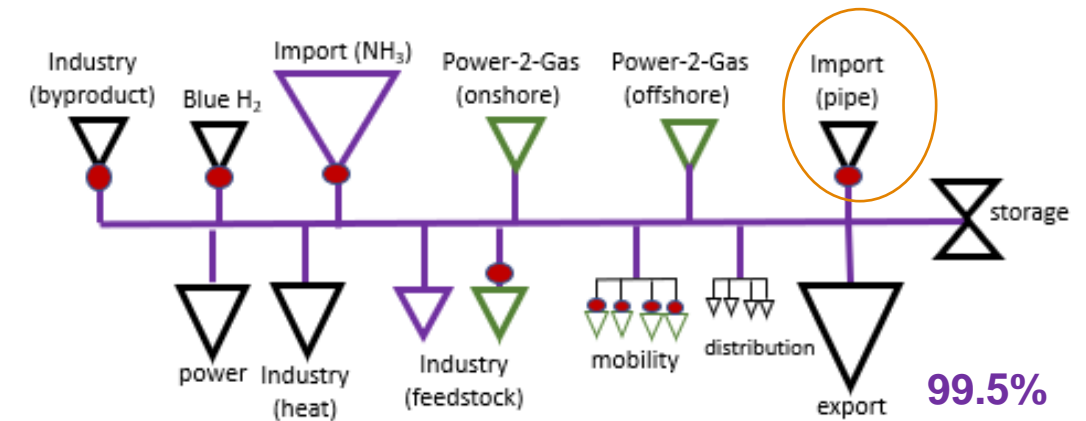 Industry
(byproduct)
Blue H₂
Import (NH₃)
Power-2-Gas
(onshore)
Power-2-Gas
(offshore)
Import
(pipe)
storage
power
Industry
(heat)
Industry
(feedstock)
mobility
distribution
export
99.5%